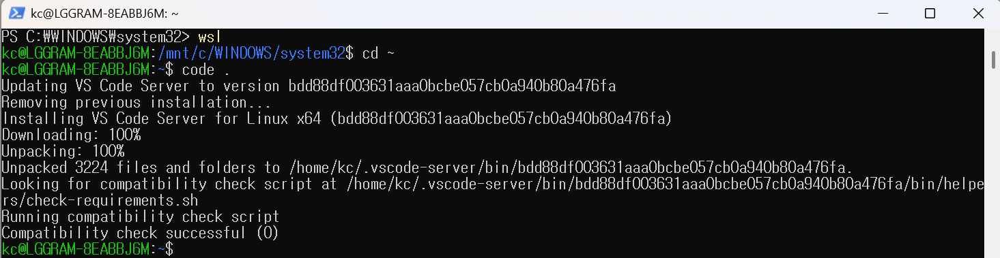 kc@LGGRAM-8EABBJ6M: ~
PS C:₩WINDOWS₩system32> wsl
kc@LGGRAM-8EABBJ6M:/mnt/c/WINDOWS/system32$ cd ~
kc@LGGRAM-8EABBJ6M:~$ code .
Updating VS Code Server to version bdd88df003631aaa0bcbe057cb0a940b80a476fa
Removing previous installation...
Installing VS Code Server for Linux x64 (bdd88df003631aaa0bcbe057cb0a940b80a476fa)
Downloading: 100%
Unpacking: 100%
Unpacked 3224 files and folders to /home/kc/.vscode-server/bin/bdd88df003631aaa0bcbe057cb0a940b80a476fa.
Looking for compatibility check script at /home/kc/.vscode-server/bin/bdd88df003631aaa0bcbe057cb0a940b80a476fa/bin/helpe
rs/check-requirements.sh
Running compatibility check script
Compatibility check successful (0)
kc@LGGRAM-8EABBJ6M:~$